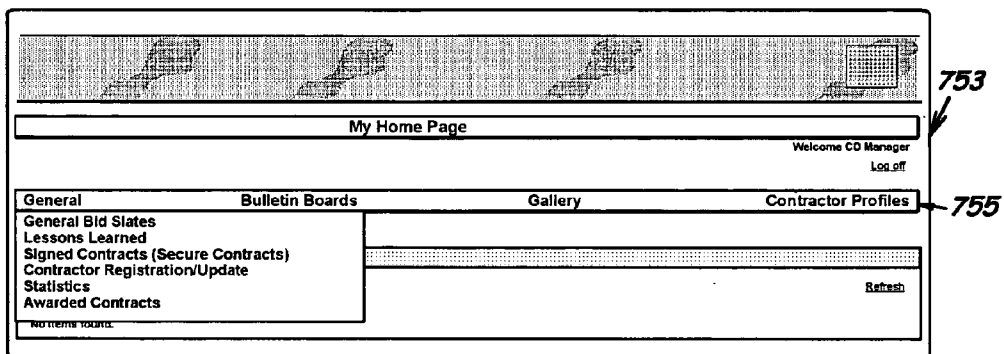 753
My Home Page
Welcome CD Manager
Log off
General Bulletin Boards Gallery Contractor Profiles
755
General Bid Slates
Lessons Learned
Signed Contracts (Secure Contracts)
Contractor Registration/Update
Statistics
Refresh
Awarded Contracts
No items found.